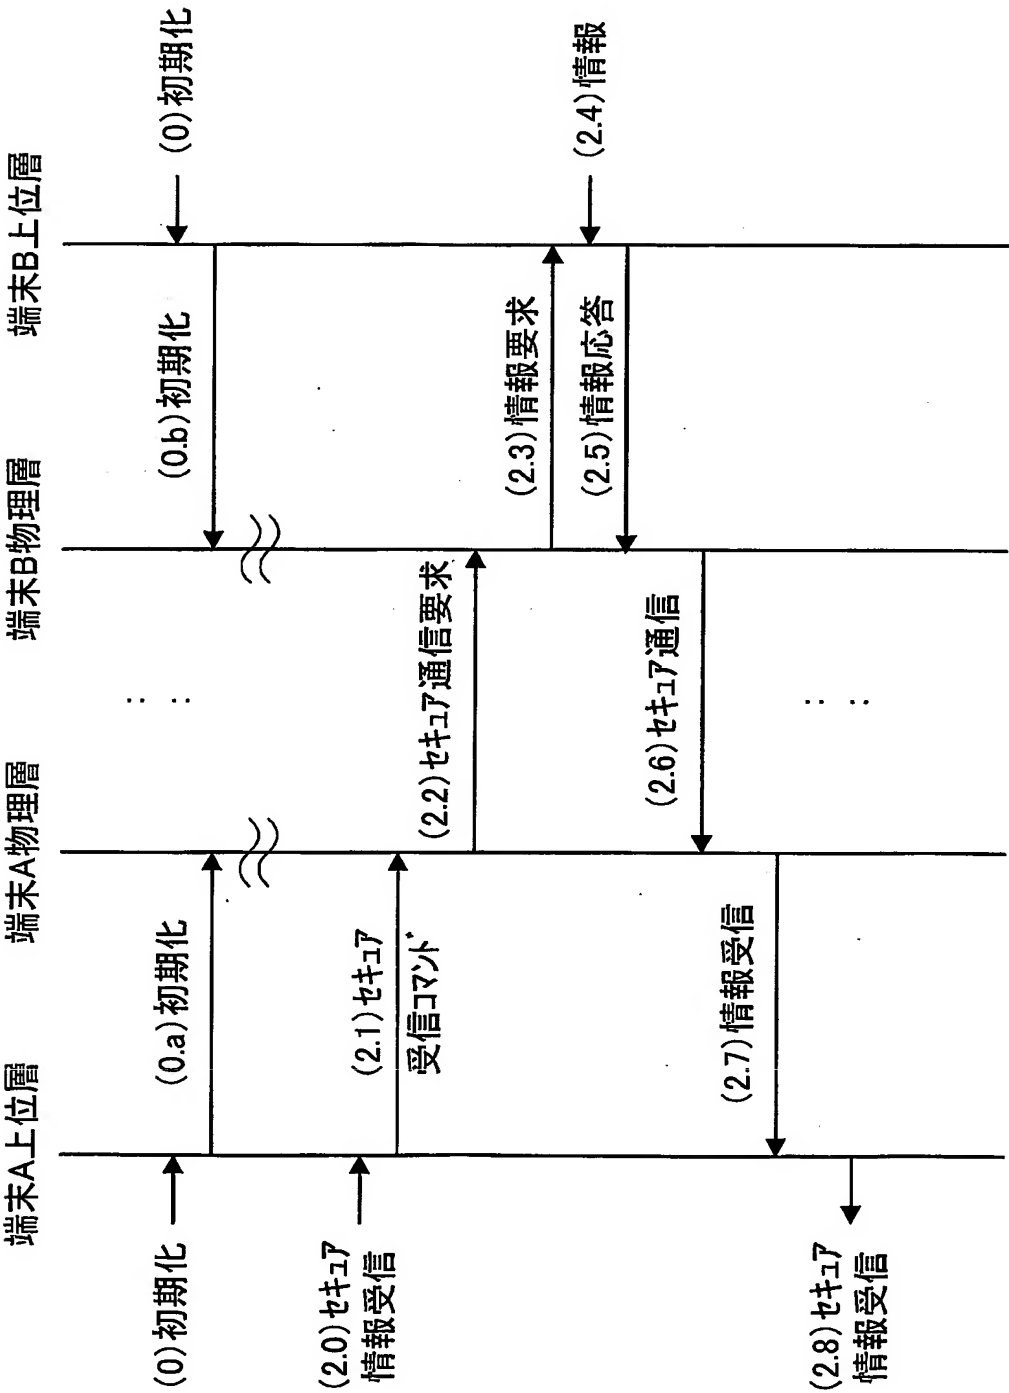 端末A上位層
端末A物理層
端末B物理層
端末B上位層
(0)初期化
(0.a)初期化
(0.b)初期化
(0)初期化
(2.0)セキュア
情報受信
(2.1)セキュア
受信コマンド
(2.2)セキュア通信要求
(2.3)情報要求
(2.4)情報
(2.5)情報応答
(2.6)セキュア通信
(2.7)情報受信
(2.8)セキュア
情報受信